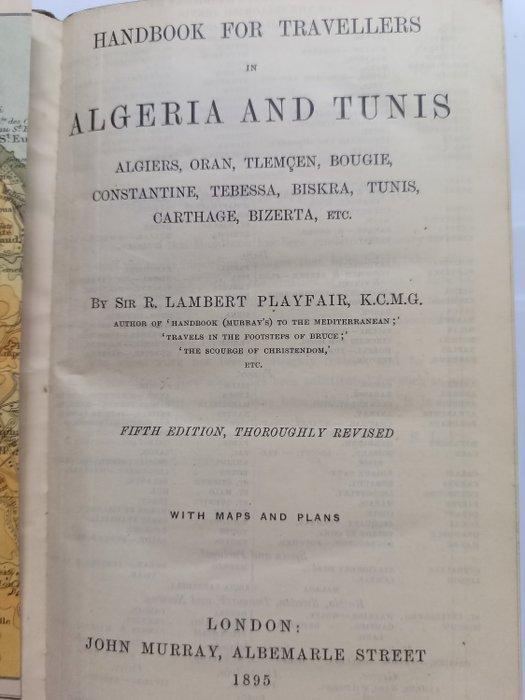 HANDBOOK FOR TRAVELLERS
IN
ALGERIA AND TUNIS
ALGIERS, ORAN, TLEMÇEN, BOUGIE,
CONSTANTINE, TEBESSA, BISKRA, TUNIS,
CARTHAGE, BIZERTA, ETC.
BY SIR R. LAMBERT PLAYFAIR, K.C.M.G.
AUTHOR OF 'HANDBOOK (MURRAY'S) TO THE MEDITERRANEAN;'
'TRAVELS IN THE FOOTSTEPS OF BRUCE;'
'THE SCOURGE OF CHRISTENDOM,'
ETC.
FIFTH EDITION, THOROUGHLY REVISED
WITH MAPS AND PLANS
LONDON:
JOHN MURRAY, ALBEMARLE STREET
1895